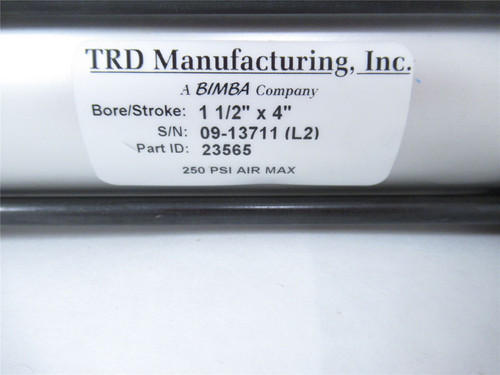 TRD Manufacturing, Inc.
A BIMBA Company
Bore/Stroke: 1 1/2" x 4"
S/N: 09-13711 (L2)
Part ID: 23565
250 PSI AIR MAX